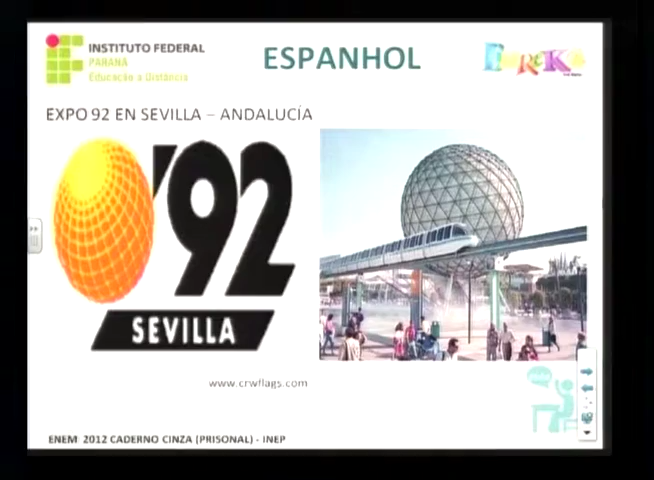 INSTITUTO FEDERAL
PARANÁ
Educação a Distância
ESPANHOL
EUREKA
EXPO 92 EN SEVILLA – ANDALUCÍA
'92
SEVILLA
www.crwflags.com
ENEM 2012 CADERNO CINZA (PRISONAL) - INEP